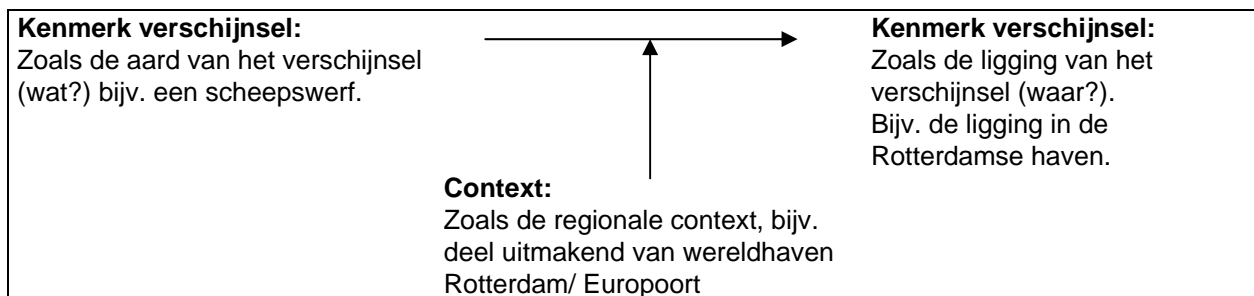 Kenmerk verschijnsel:
Zoals de aard van het verschijnsel
(wat?) bijv. een scheepswerf.
Kenmerk verschijnsel:
Zoals de ligging van het
verschijnsel (waar?).
Bijv. de ligging in de
Rotterdamse haven.
Context:
Zoals de regionale context, bijv.
deel uitmakend van wereldhaven
Rotterdam/ Europoort